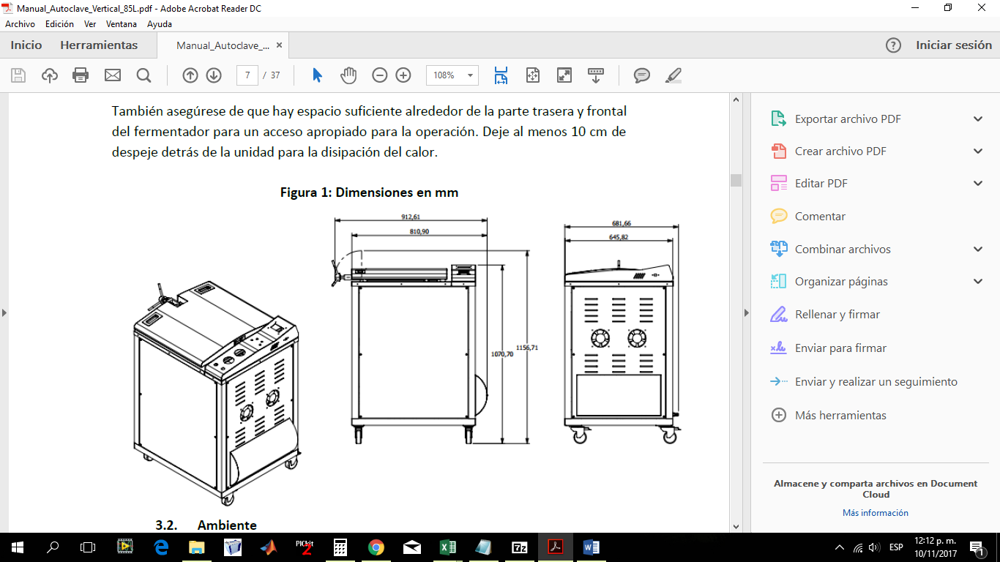 Manual_Autoclave_Vertical_85L.pdf - Adobe Acrobat Reader DC
Archivo Edición Ver Ventana Ayuda
Inicio Herramientas Manual_Autoclave_... × ? Iniciar sesión
7 / 37 108%
También asegúrese de que hay espacio suficiente alrededor de la parte trasera y frontal
del fermentador para un acceso apropiado para la operación. Deje al menos 10 cm de
despeje detrás de la unidad para la disipación del calor.
Figura 1: Dimensiones en mm
912,61
810,90
681,66
645,82
1156,71
1070,70
3.2. Ambiente
Exportar archivo PDF
Crear archivo PDF
Editar PDF
Comentar
Combinar archivos
Organizar páginas
Rellenar y firmar
Enviar para firmar
Enviar y realizar un seguimiento
Más herramientas
Almacene y comparta archivos en Document
Cloud
Más información
PICkit
2
7z
ESP
12:12 p. m.
10/11/2017
1